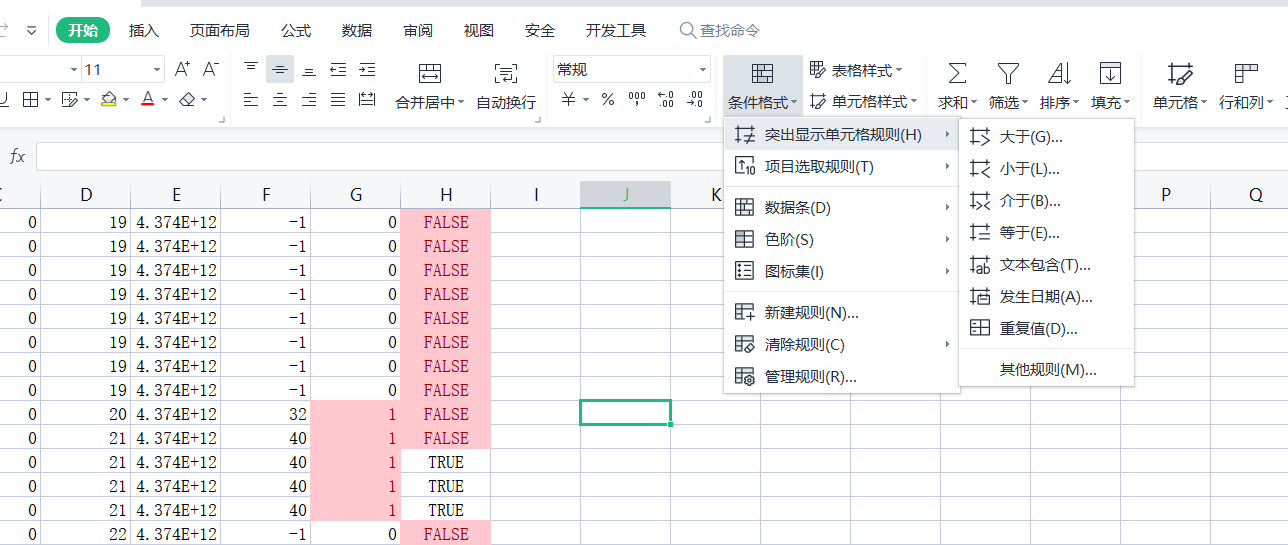 开始 插入 页面布局 公式 数据 审阅 视图 安全 开发工具 查找命令
11 A⁺ A⁻ 常规 表格样式
合并居中 自动换行 ¥ % 000 .00 .00 条件格式 单元格样式 求和 筛选 排序 填充 单元格 行和列
突出显示单元格规则(H) 大于(G)...
fx 项目选取规则(T) 小于(L)...
D E F G H I J K P Q
数据条(D) 介于(B)...
0 19 4.374E+12 -1 0 FALSE
色阶(S) 等于(E)...
0 19 4.374E+12 -1 0 FALSE
图标集(I) 文本包含(T)...
0 19 4.374E+12 -1 0 FALSE
发生日期(A)...
0 19 4.374E+12 -1 0 FALSE
新建规则(N)... 重复值(D)...
0 19 4.374E+12 -1 0 FALSE
清除规则(C)
0 19 4.374E+12 -1 0 FALSE
管理规则(R)... 其他规则(M)...
0 19 4.374E+12 -1 0 FALSE
0 19 4.374E+12 -1 0 FALSE
0 20 4.374E+12 32 1 FALSE
0 21 4.374E+12 40 1 FALSE
0 21 4.374E+12 40 1 TRUE
0 21 4.374E+12 40 1 TRUE
0 21 4.374E+12 40 1 TRUE
0 22 4.374E+12 -1 0 FALSE